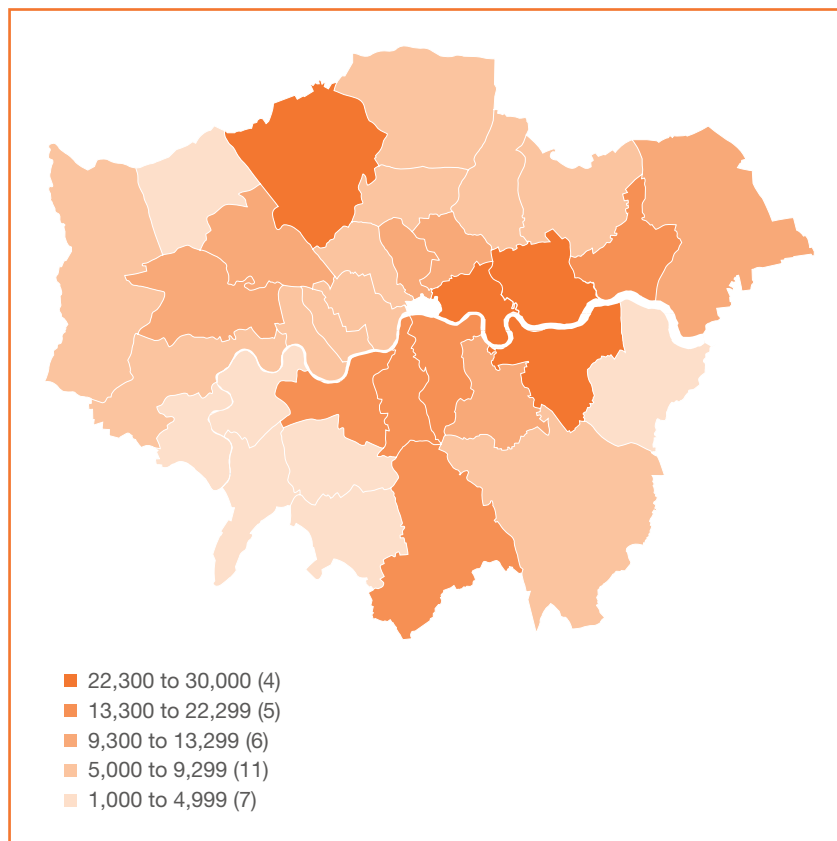 22,300 to 30,000 (4)
13,300 to 22,299 (5)
9,300 to 13,299 (6)
5,000 to 9,299 (11)
1,000 to 4,999 (7)